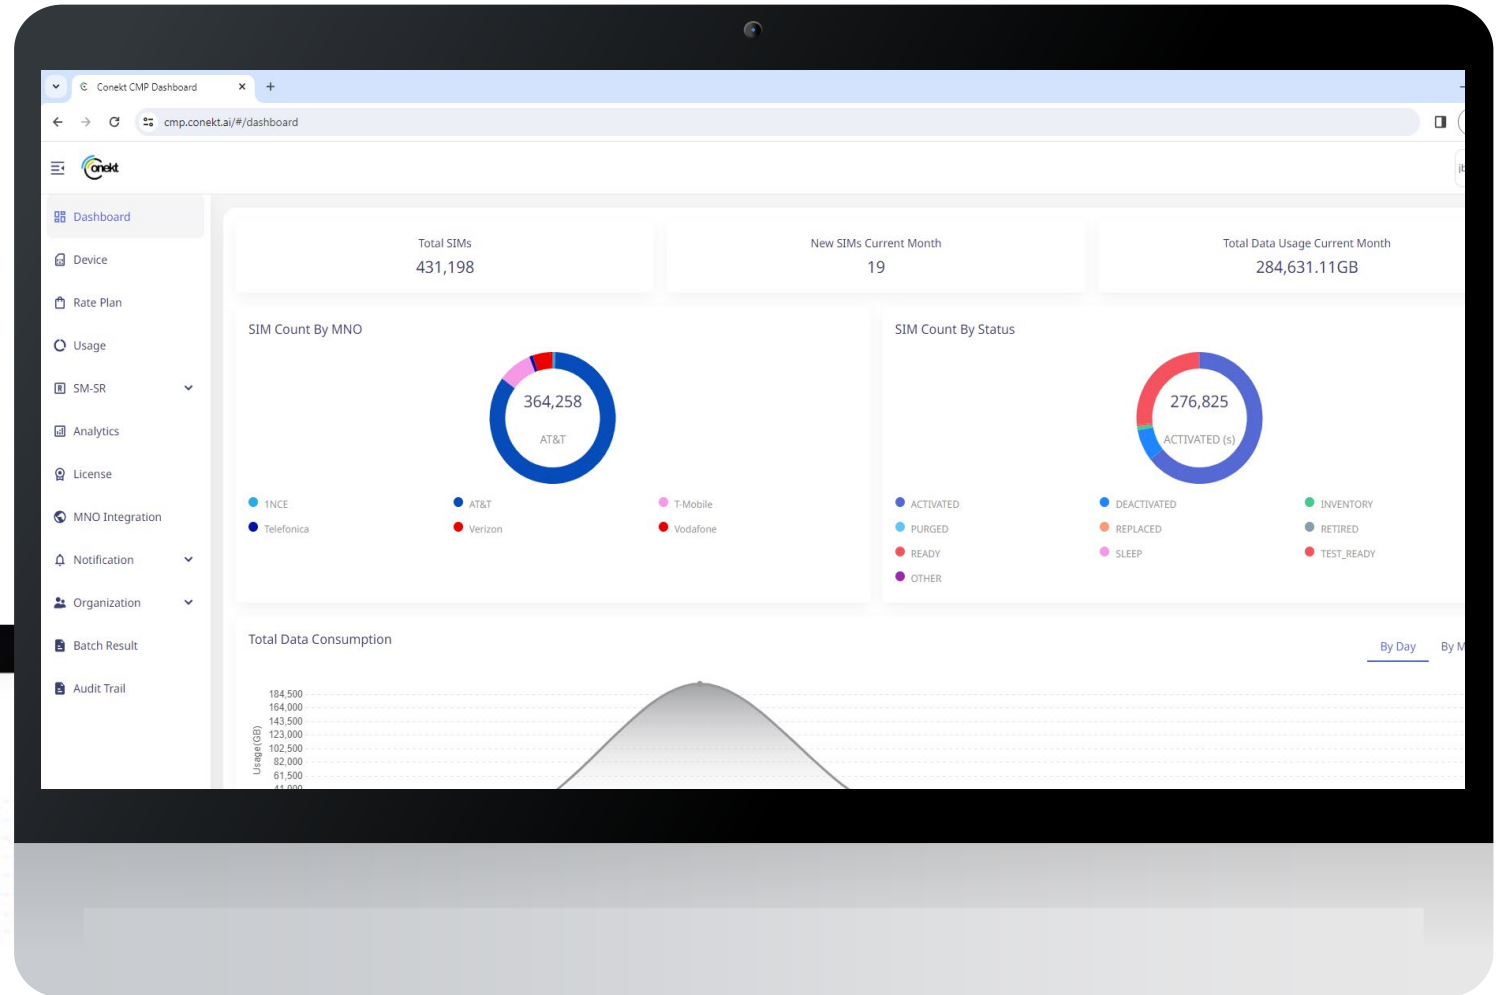 Conekt CMP Dashboard
cmp.conekt.ai/#/dashboard
Conekt
Dashboard
Device
Rate Plan
Usage
SM-SR
Analytics
License
MNO Integration
Notification
Organization
Batch Result
Audit Trail
Total SIMs
431,198
New SIMs Current Month
19
Total Data Usage Current Month
284,631.11GB
SIM Count By MNO
364,258
AT&T
1NCE
AT&T
T-Mobile
Telefonica
Verizon
Vodafone
SIM Count By Status
276,825
ACTIVATED (s)
ACTIVATED
DEACTIVATED
INVENTORY
PURGED
REPLACED
RETIRED
READY
SLEEP
TEST_READY
OTHER
Total Data Consumption
By Day
By M
Usage(GB)
184,500
164,000
143,500
123,000
102,500
82,000
61,500